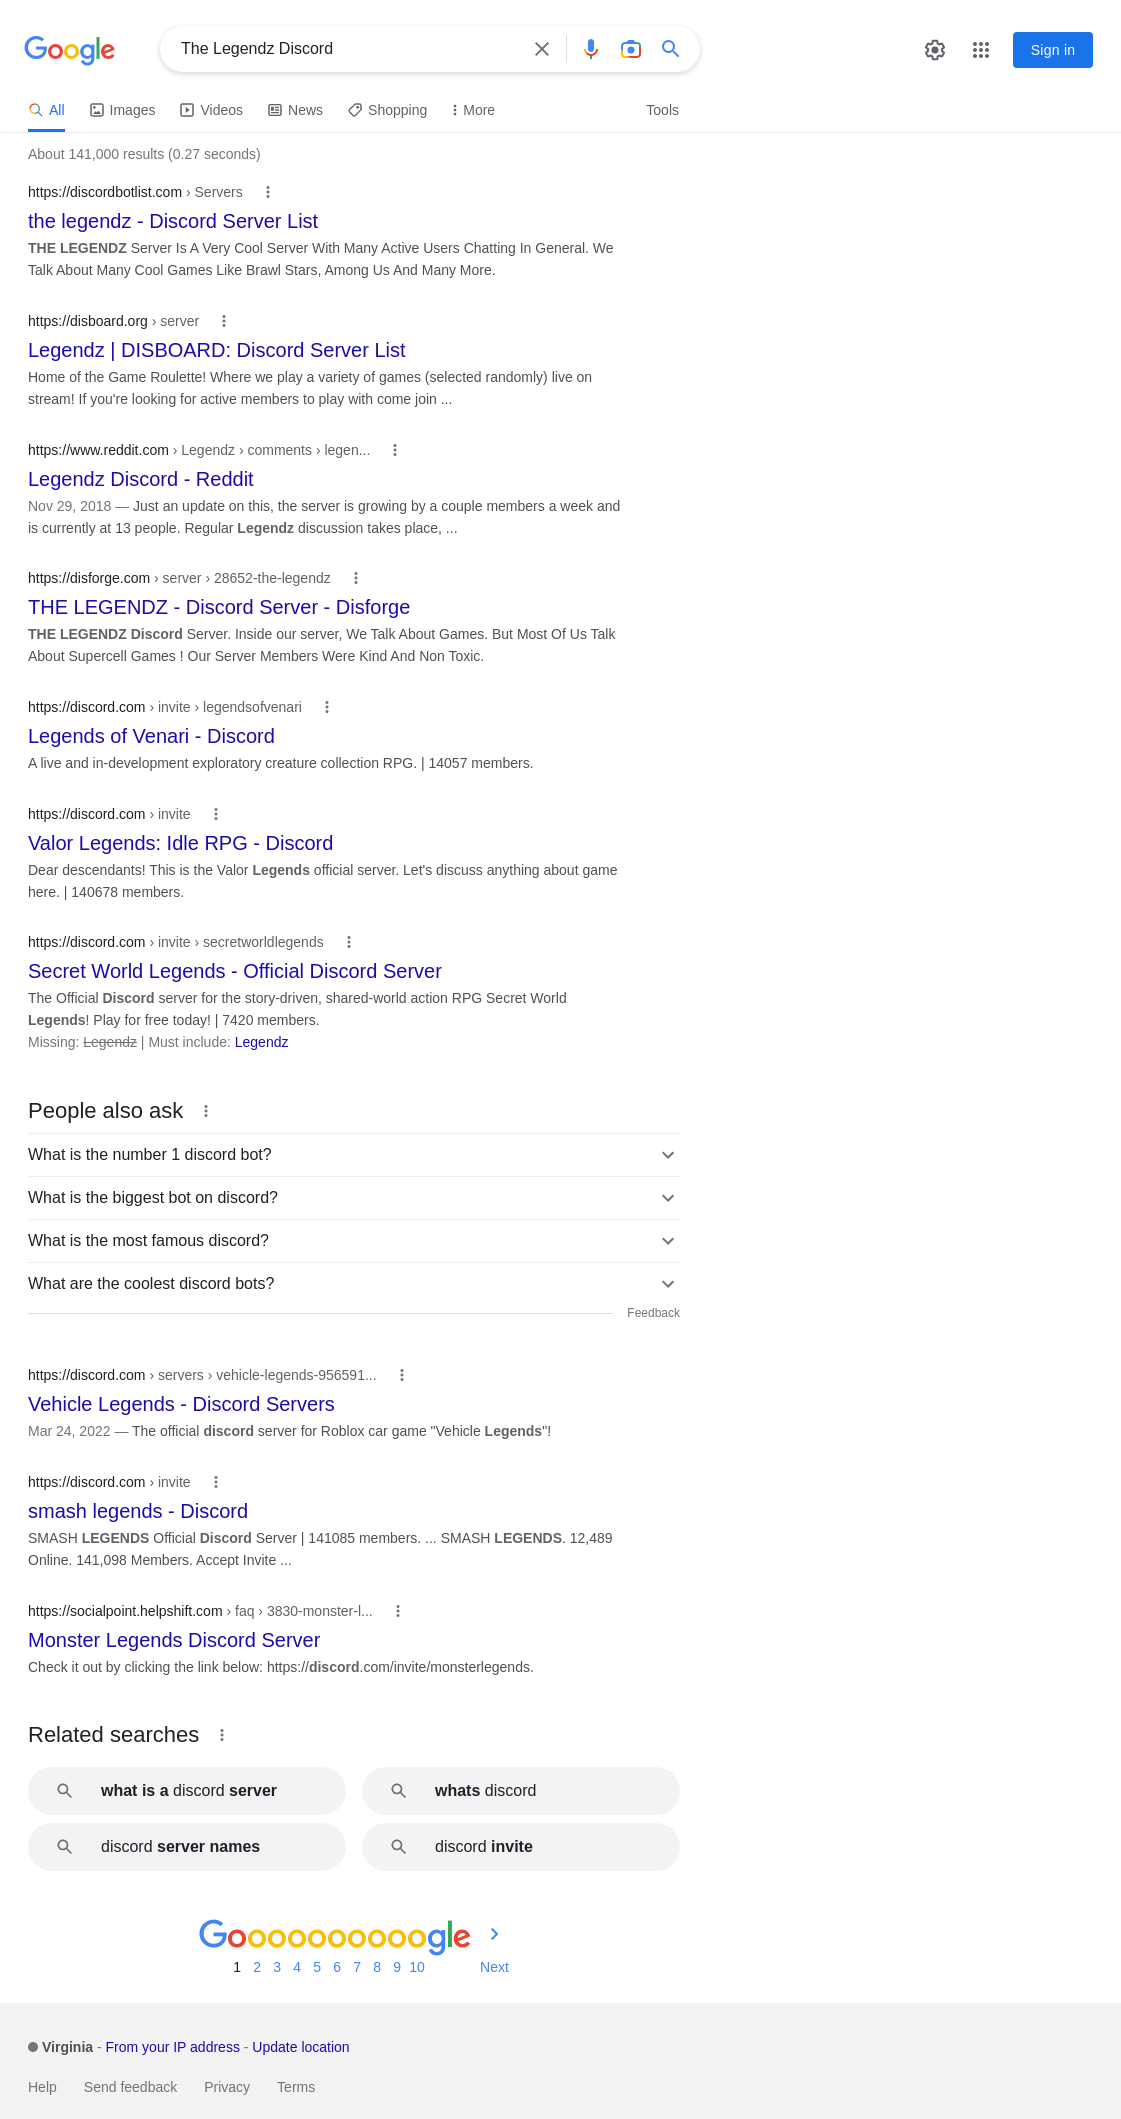 Google
The Legendz Discord
Sign in
All Images Videos News Shopping More Tools
About 141,000 results (0.27 seconds)
https://discordbotlist.com › Servers
the legendz - Discord Server List
THE LEGENDZ Server Is A Very Cool Server With Many Active Users Chatting In General. We
Talk About Many Cool Games Like Brawl Stars, Among Us And Many More.
https://disboard.org › server
Legendz | DISBOARD: Discord Server List
Home of the Game Roulette! Where we play a variety of games (selected randomly) live on
stream! If you're looking for active members to play with come join ...
https://www.reddit.com › Legendz › comments › legen...
Legendz Discord - Reddit
Nov 29, 2018 — Just an update on this, the server is growing by a couple members a week and
is currently at 13 people. Regular Legendz discussion takes place, ...
https://disforge.com › server › 28652-the-legendz
THE LEGENDZ - Discord Server - Disforge
THE LEGENDZ Discord Server. Inside our server, We Talk About Games. But Most Of Us Talk
About Supercell Games ! Our Server Members Were Kind And Non Toxic.
https://discord.com › invite › legendsofvenari
Legends of Venari - Discord
A live and in-development exploratory creature collection RPG. | 14057 members.
https://discord.com › invite
Valor Legends: Idle RPG - Discord
Dear descendants! This is the Valor Legends official server. Let's discuss anything about game
here. | 140678 members.
https://discord.com › invite › secretworldlegends
Secret World Legends - Official Discord Server
The Official Discord server for the story-driven, shared-world action RPG Secret World
Legends! Play for free today! | 7420 members.
Missing: Legendz | Must include: Legendz
People also ask
What is the number 1 discord bot?
What is the biggest bot on discord?
What is the most famous discord?
What are the coolest discord bots?
Feedback
https://discord.com › servers › vehicle-legends-956591...
Vehicle Legends - Discord Servers
Mar 24, 2022 — The official discord server for Roblox car game "Vehicle Legends"!
https://discord.com › invite
smash legends - Discord
SMASH LEGENDS Official Discord Server | 141085 members. ... SMASH LEGENDS. 12,489
Online. 141,098 Members. Accept Invite ...
https://socialpoint.helpshift.com › faq › 3830-monster-l...
Monster Legends Discord Server
Check it out by clicking the link below: https://discord.com/invite/monsterlegends.
Related searches
what is a discord server
whats discord
discord server names
discord invite
Goooooooooogle
1 2 3 4 5 6 7 8 9 10 Next
Virginia - From your IP address - Update location
Help Send feedback Privacy Terms